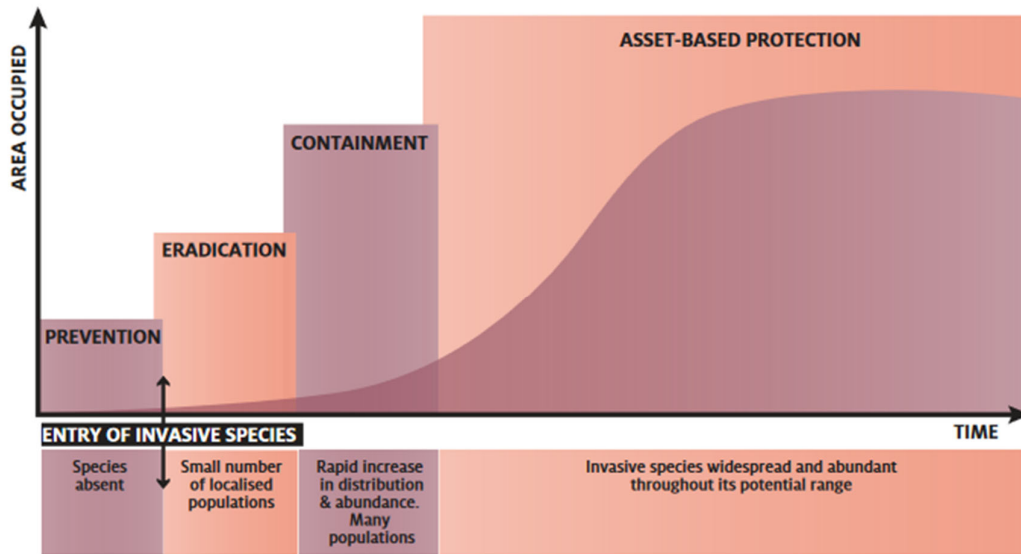 AREA OCCUPIED
ASSET-BASED PROTECTION
CONTAINMENT
ERADICATION
PREVENTION
ENTRY OF INVASIVE SPECIES
TIME
Species
absent
Small number
of localised
populations
Rapid increase
in distribution
& abundance.
Many
populations
Invasive species widespread and abundant
throughout its potential range